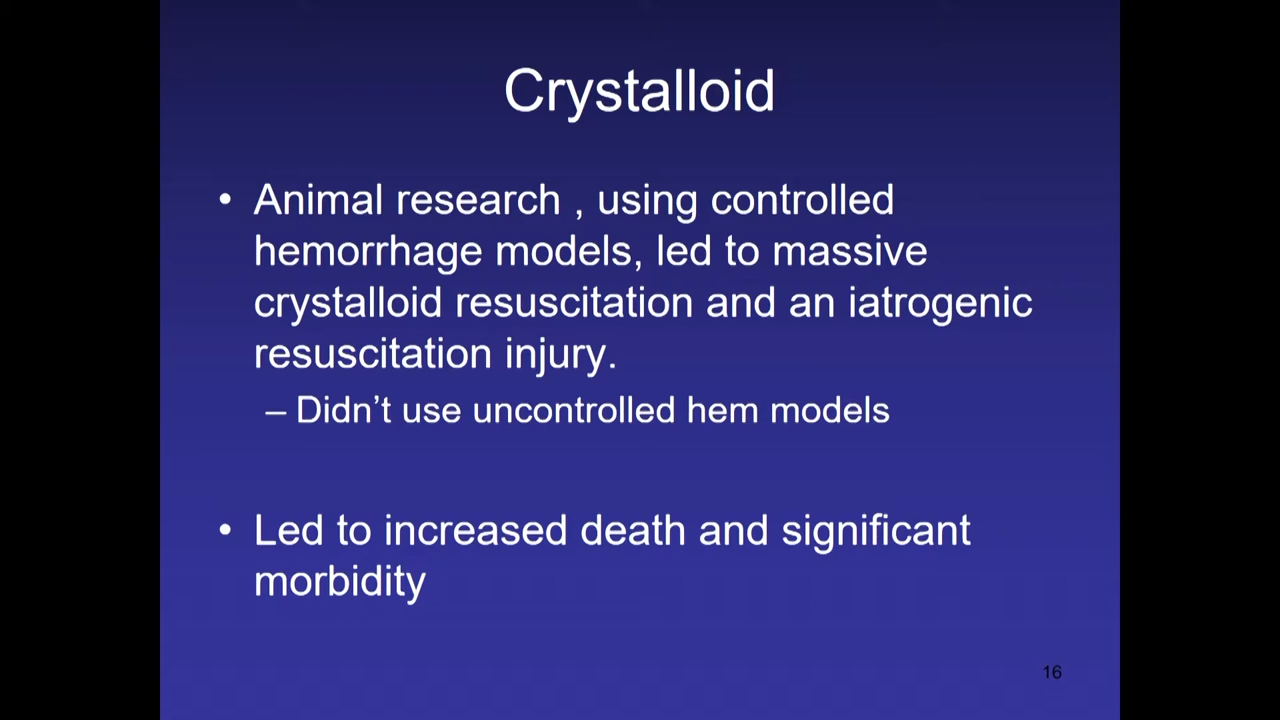 Crystalloid
• Animal research , using controlled
hemorrhage models, led to massive
crystalloid resuscitation and an iatrogenic
resuscitation injury.
– Didn’t use uncontrolled hem models
• Led to increased death and significant
morbidity
16